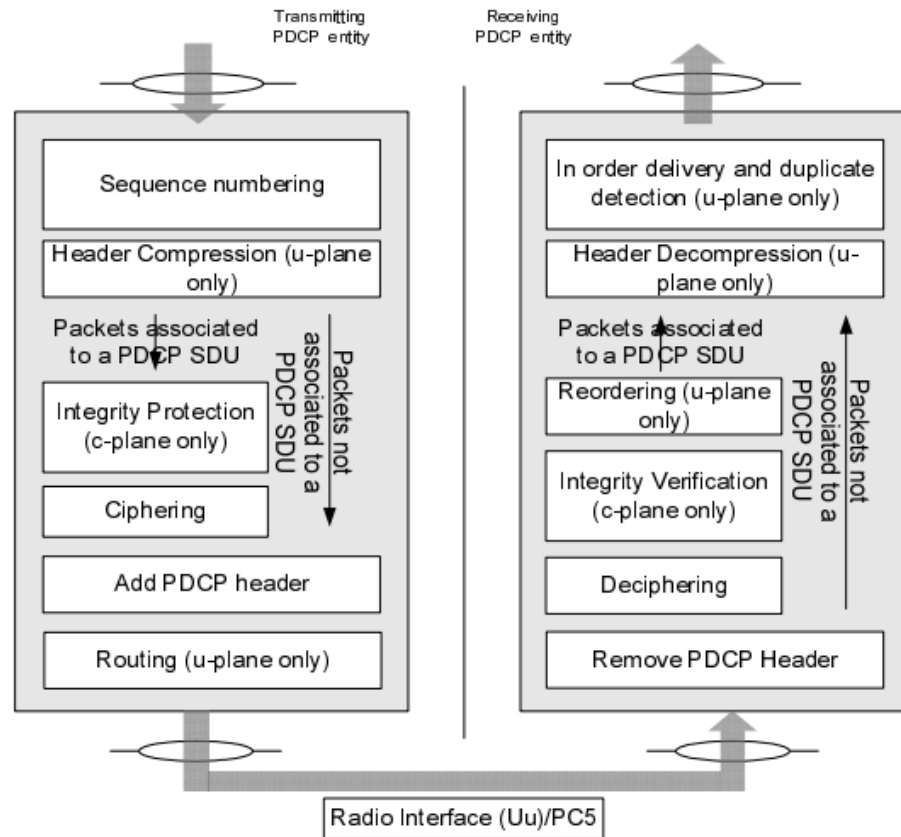 Transmitting
PDCP entity
Receiving
PDCP entity
Sequence numbering
Header Compression (u-plane
only)
Packets associated
to a PDCP SDU
Packets not
associated to a
PDCP SDU
Integrity Protection
(c-plane only)
Ciphering
Add PDCP header
Routing (u-plane only)
In order delivery and duplicate
detection (u-plane only)
Header Decompression (u-
plane only)
Packets associated
to a PDCP SDU
Packets not
associated to a
PDCP SDU
Reordering (u-plane
only)
Integrity Verification
(c-plane only)
Deciphering
Remove PDCP Header
Radio Interface (Uu)/PC5